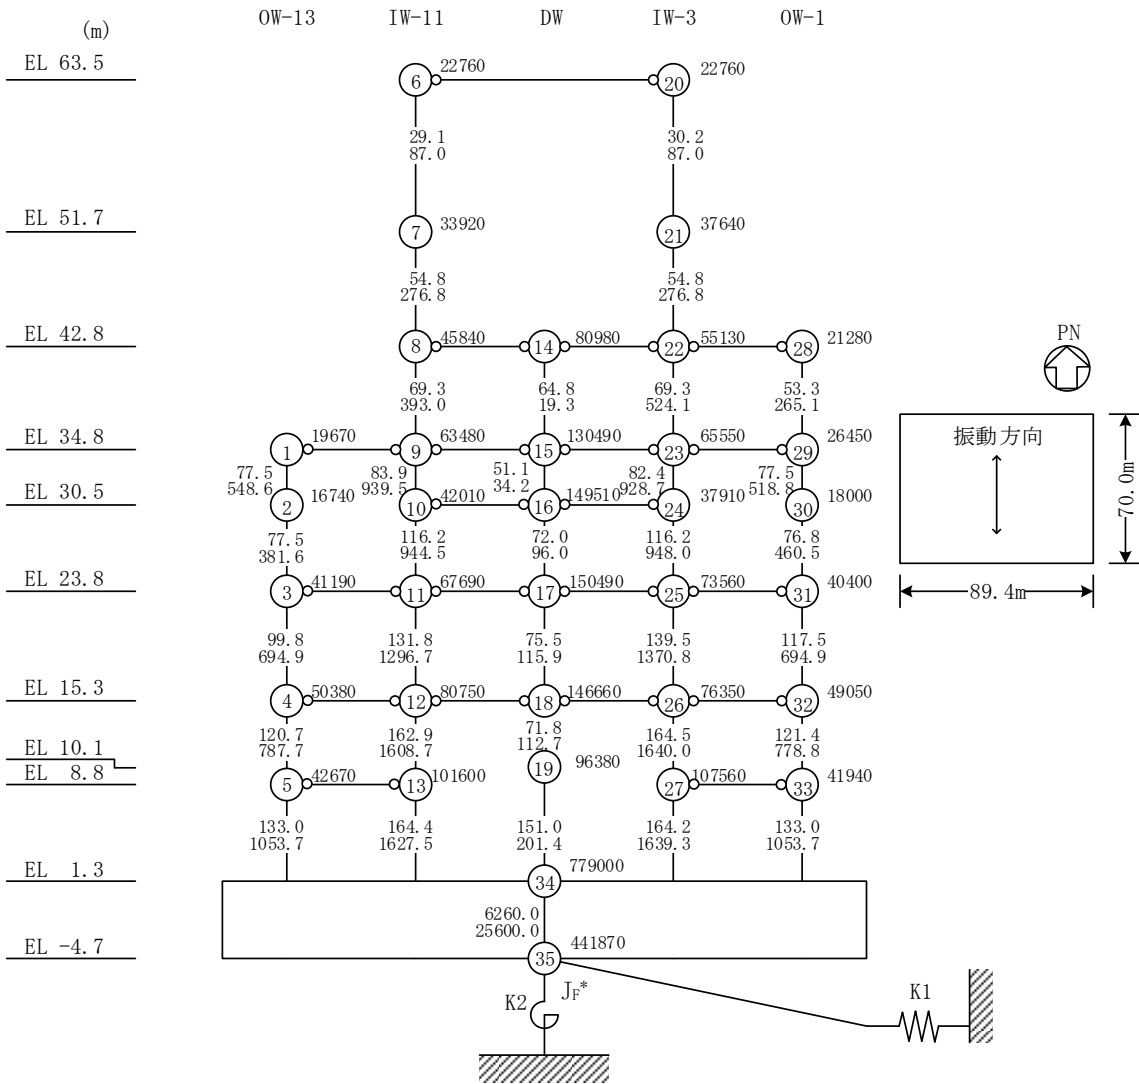 OW-13 IW-11 DW IW-3 OW-1
(m)
EL 63.5 6 22760 20 22760
29.1 30.2
87.0 87.0
EL 51.7 7 33920 21 37640
54.8 54.8
276.8 276.8
EL 42.8 8 45840 14 80980 22 55130 28 21280
PN
69.3 64.8 69.3 53.3
393.0 19.3 524.1 265.1
振動方向
EL 34.8 1 19670 9 63480 15 130490 23 65550 29 26450
77.5 83.9 51.1 82.4 77.5
548.6 939.5 34.2 928.7 518.8
EL 30.5 2 16740 10 42010 16 149510 24 37910 30 18000
70.0m
77.5 116.2 72.0 116.2 76.8
381.6 944.5 96.0 948.0 460.5
EL 23.8 3 41190 11 67690 17 150490 25 73560 31 40400
89.4m
99.8 131.8 75.5 139.5 117.5
694.9 1296.7 115.9 1370.8 694.9
EL 15.3 4 50380 12 80750 18 146660 26 76350 32 49050
120.7 162.9 71.8 164.5 121.4
787.7 1608.7 112.7 1640.0 778.8
EL 10.1 19 96380
EL 8.8 5 42670 13 101600 27 107560 33 41940
133.0 164.4 151.0 164.2 133.0
1053.7 1627.5 201.4 1639.3 1053.7
EL 1.3 34 779000
6260.0
25600.0
EL -4.7 35 441870
K2 JF* K1